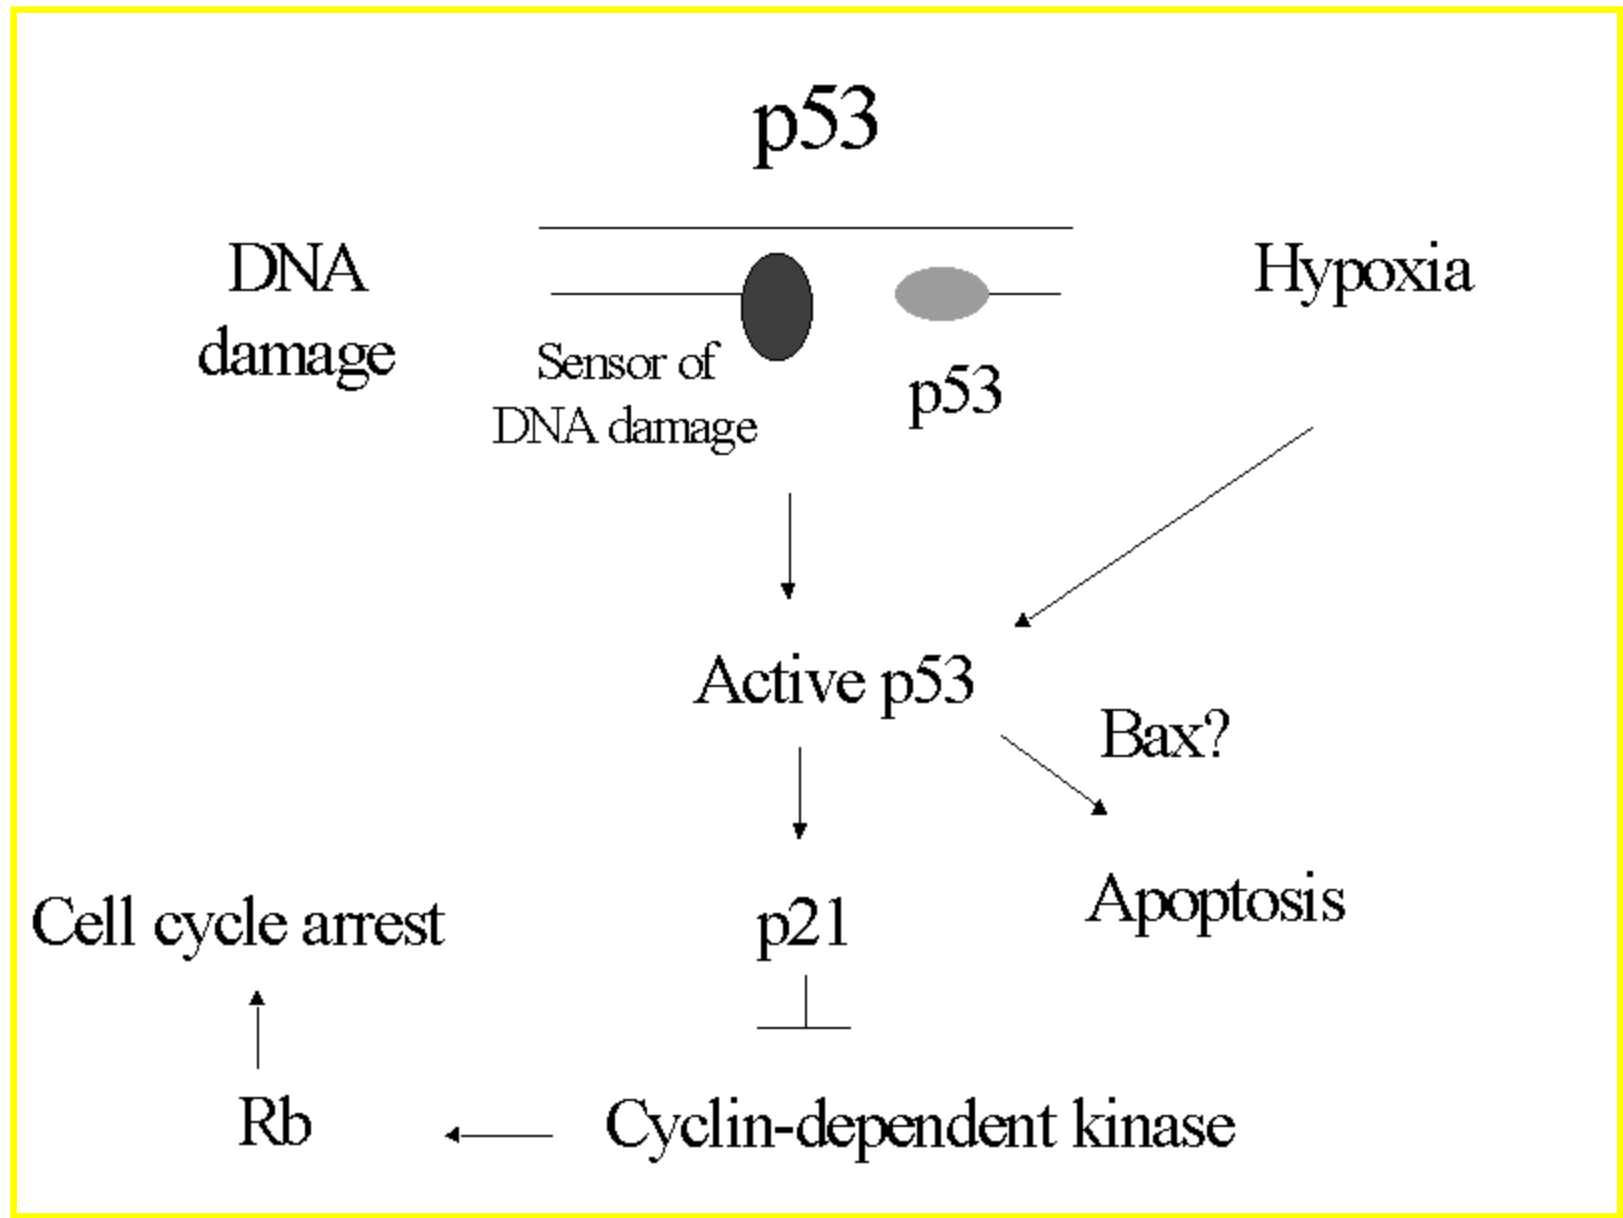 p53
DNA
damage
Sensor of
DNA damage
p53
Hypoxia
Active p53
Bax?
Apoptosis
p21
Cell cycle arrest
Rb
Cyclin-dependent kinase